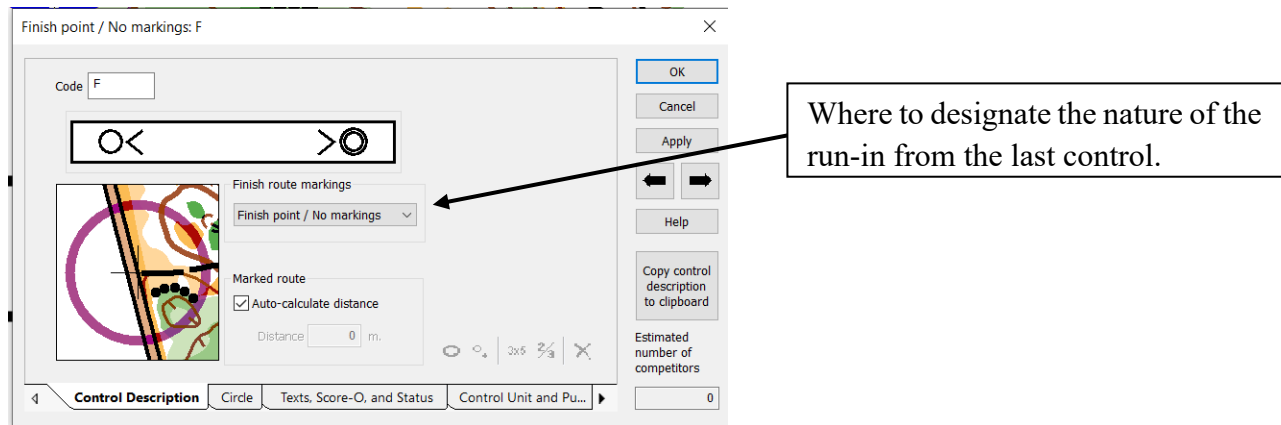 Finish point / No markings: F
Code F
OK
Cancel
Apply
Help
Copy control
description
to clipboard
Estimated
number of
competitors
0
Finish route markings
Finish point / No markings
Marked route
Auto-calculate distance
Distance 0 m.
3x5 2/3
Control Description Circle Texts, Score-O, and Status Control Unit and Pu...
Where to designate the nature of the
run-in from the last control.